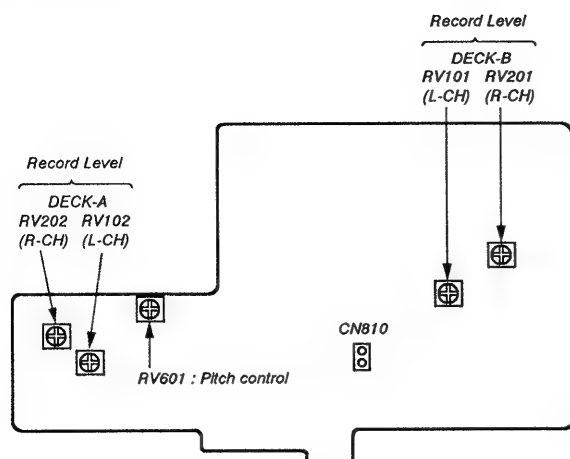 Record Level
DECK-B
RV101 RV201
(L-CH) (R-CH)
Record Level
DECK-A
RV202 RV102
(R-CH) (L-CH)
CN810
RV601 : Pitch control